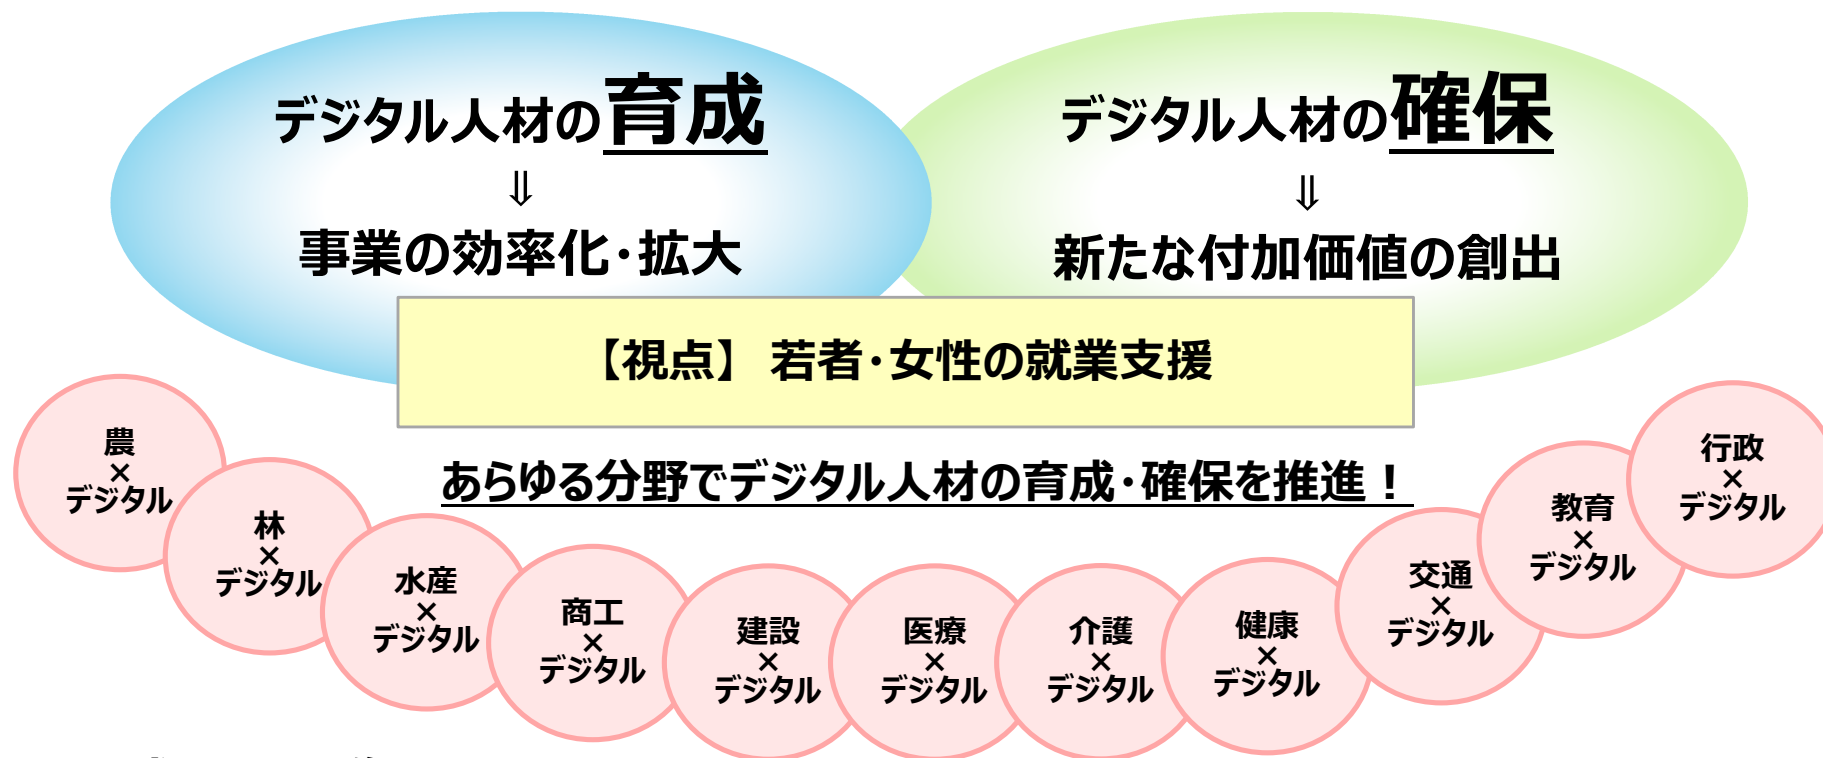 デジタル人材の育成
⇓
事業の効率化・拡大
デジタル人材の確保
⇓
新たな付加価値の創出
【視点】 若者・女性の就業支援
あらゆる分野でデジタル人材の育成・確保を推進！
農
×
デジタル
林
×
デジタル
水産
×
デジタル
商工
×
デジタル
建設
×
デジタル
医療
×
デジタル
介護
×
デジタル
健康
×
デジタル
交通
×
デジタル
教育
×
デジタル
行政
×
デジタル